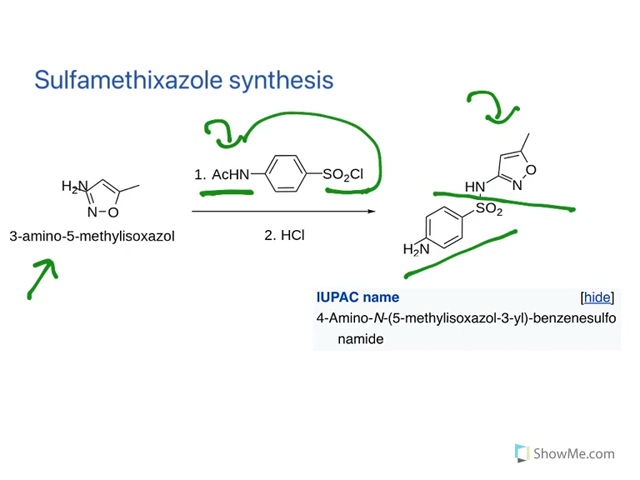 Sulfamethixazole synthesis
H₂N
N
O
3-amino-5-methylisoxazol
1. AcHN
SO2Cl
2. HCl
O
N
HN
SO2
H2N
IUPAC name [hide]
4-Amino-N-(5-methylisoxazol-3-yl)-benzenesulfo
namide
ShowMe.com